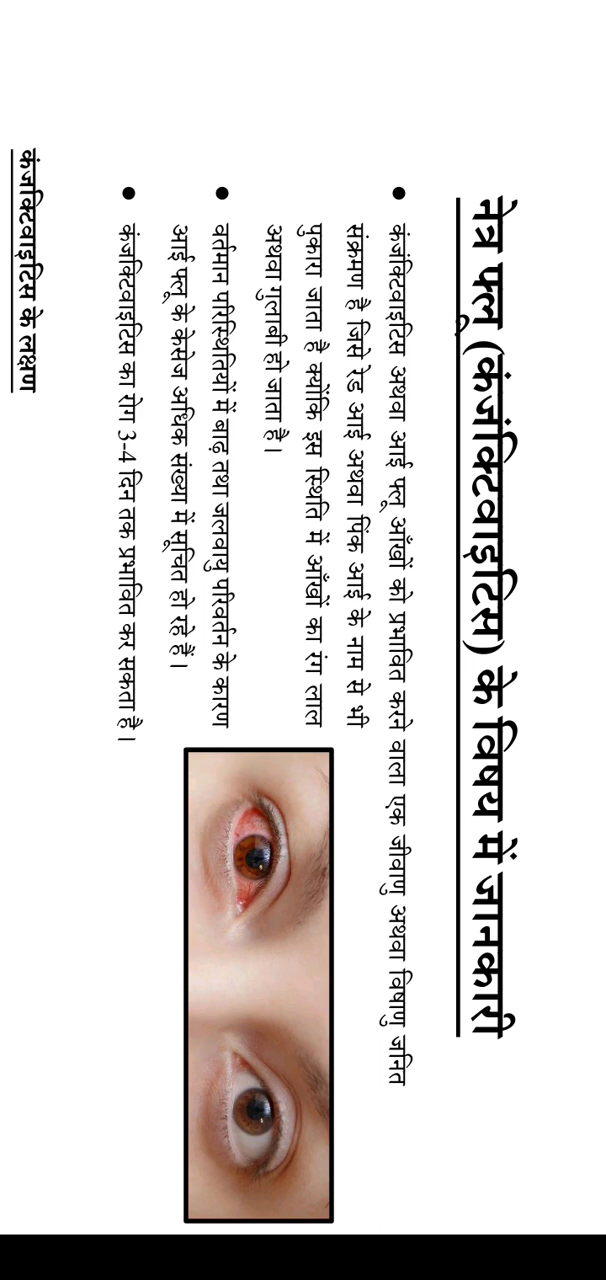 नेत्र फ्लू (कंजंक्टिवाइटिस) के विषय में जानकारी
● कंजंक्टिवाइटिस अथवा आई फ्लू आँखों को प्रभावित करने वाला एक जीवाणु अथवा विषाणु जनित
संक्रमण है जिसे रेड आई अथवा पिंक आई के नाम से भी
पुकारा जाता है क्योंकि इस स्थिति में आँखों का रंग लाल
अथवा गुलाबी हो जाता है।
● वर्तमान परिस्थितियों में बाढ़ तथा जलवायु परिवर्तन के कारण
आई फ्लू के केसेज अधिक संख्या में सूचित हो रहे हैं।
● कंजक्टिवाइटिस का रोग 3-4 दिन तक प्रभावित कर सकता है।
कंजक्टिवाइटिस के लक्षण